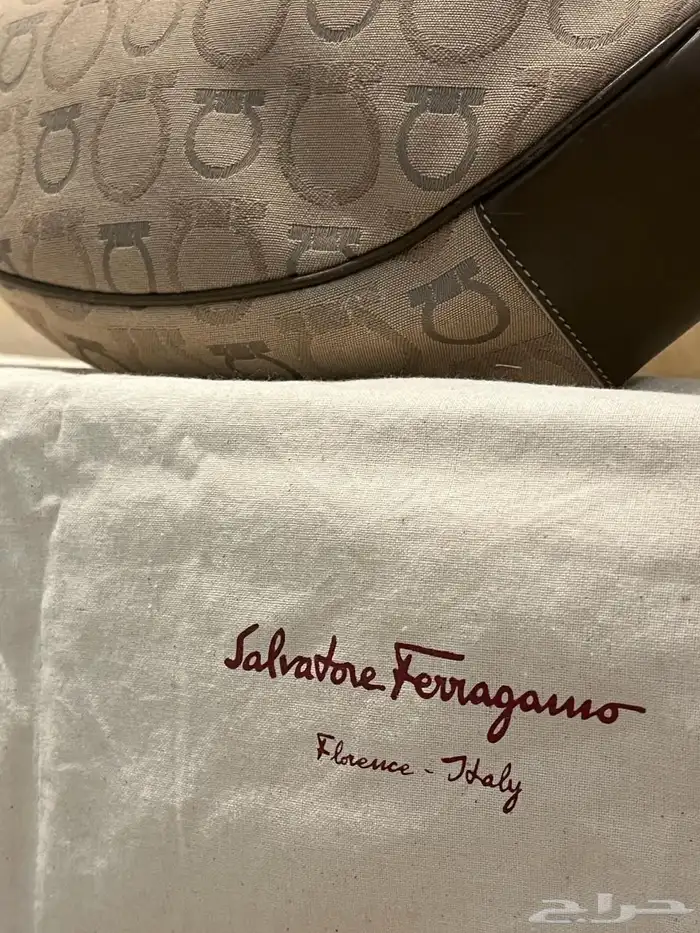 Salvatore Ferragamo
Florence - Italy
حراج